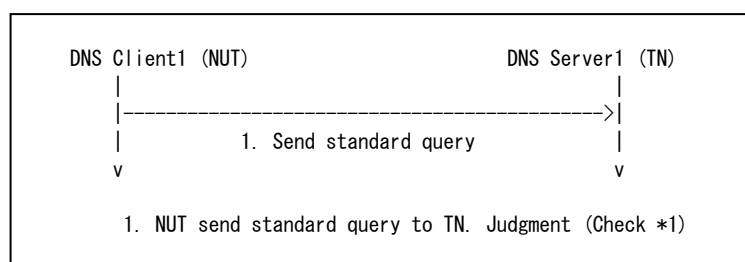 DNS Client1 (NUT) DNS Server1 (TN)
| |
|--------------------------------------------->|
| 1. Send standard query |
v v
1. NUT send standard query to TN. Judgment (Check *1)